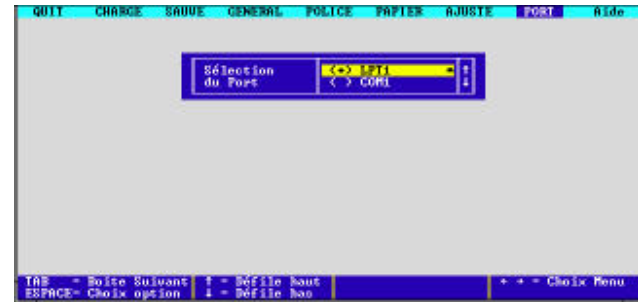 QUIT CHARGE SAUVE GENERAL POLICE PAPIER AJUSTE PORT Aide
Sélection (•) LPT1
du Port ( ) COM1
TAB = Boite Suivant ↑ = Défile haut ← → = Choix Menu
ESPACE= Choix option ↓ = Défile bas